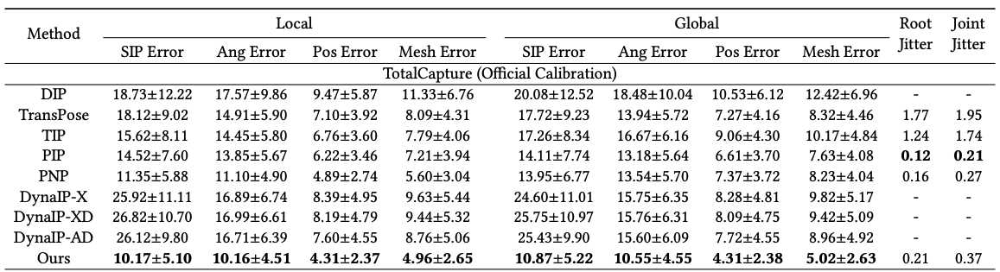 Method Local Global Root Jitter Joint Jitter
SIP Error Ang Error Pos Error Mesh Error SIP Error Ang Error Pos Error Mesh Error
TotalCapture (Official Calibration)
DIP 18.73±12.22 17.57±9.86 9.47±5.87 11.33±6.76 20.08±12.52 18.48±10.04 10.53±6.12 12.42±6.96 - -
TransPose 18.12±9.02 14.91±5.90 7.10±3.92 8.09±4.31 17.72±9.23 13.94±5.72 7.27±4.16 8.32±4.46 1.77 1.95
TIP 15.62±8.11 14.45±5.80 6.76±3.60 7.79±4.06 17.26±8.34 16.67±6.16 9.06±4.30 10.17±4.84 1.24 1.74
PIP 14.52±7.60 13.85±5.67 6.22±3.46 7.21±3.94 14.11±7.74 13.18±5.64 6.61±3.70 7.63±4.08 0.12 0.21
PNP 11.35±5.88 11.10±4.90 4.89±2.74 5.60±3.04 13.95±6.77 13.54±5.70 7.37±3.72 8.23±4.04 0.16 0.27
DynaIP-X 25.92±11.11 16.89±6.74 8.39±4.95 9.63±5.44 24.60±11.01 15.75±6.35 8.28±4.81 9.82±5.17 - -
DynaIP-XD 26.82±10.70 16.99±6.61 8.19±4.79 9.44±5.32 25.75±10.97 15.76±6.31 8.09±4.75 9.42±5.09 - -
DynaIP-AD 26.12±9.80 16.71±6.39 7.60±4.55 8.76±5.06 25.43±9.90 15.60±6.09 7.72±4.55 8.96±4.92 - -
Ours 10.17±5.10 10.16±4.51 4.31±2.37 4.96±2.65 10.87±5.22 10.55±4.55 4.31±2.38 5.02±2.63 0.21 0.37